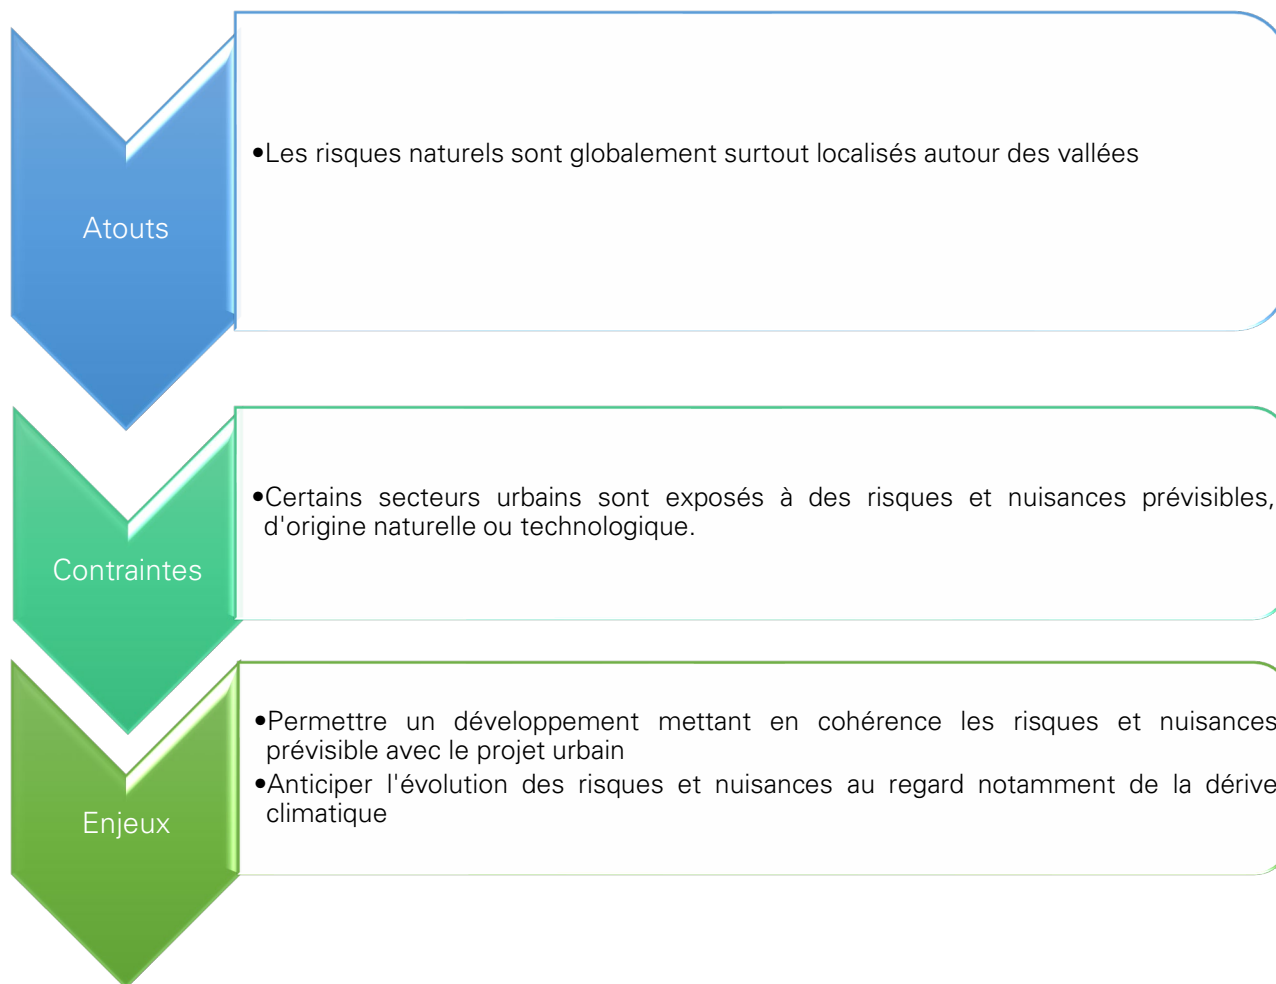 Atouts
•Les risques naturels sont globalement surtout localisés autour des vallées
Contraintes
•Certains secteurs urbains sont exposés à des risques et nuisances prévisibles,
d'origine naturelle ou technologique.
Enjeux
•Permettre un développement mettant en cohérence les risques et nuisances
prévisible avec le projet urbain
•Anticiper l'évolution des risques et nuisances au regard notamment de la dérive
climatique